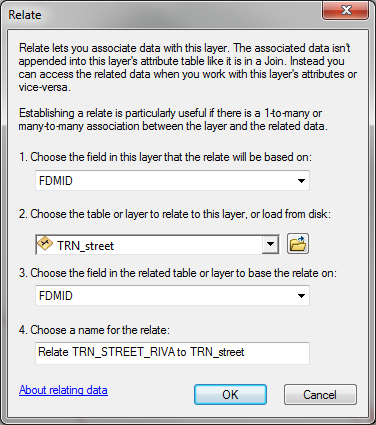 Relate
Relate lets you associate data with this layer. The associated data isn't
appended into this layer's attribute table like it is in a Join. Instead you
can access the related data when you work with this layer's attributes or
vice-versa.
Establishing a relate is particularly useful if there is a 1-to-many or
many-to-many association between the layer and the related data.
1. Choose the field in this layer that the relate will be based on:
FDMID
2. Choose the table or layer to relate to this layer, or load from disk:
TRN_street
3. Choose the field in the related table or layer to base the relate on:
FDMID
4. Choose a name for the relate:
Relate TRN_STREET_RIVA to TRN_street
About relating data
OK
Cancel